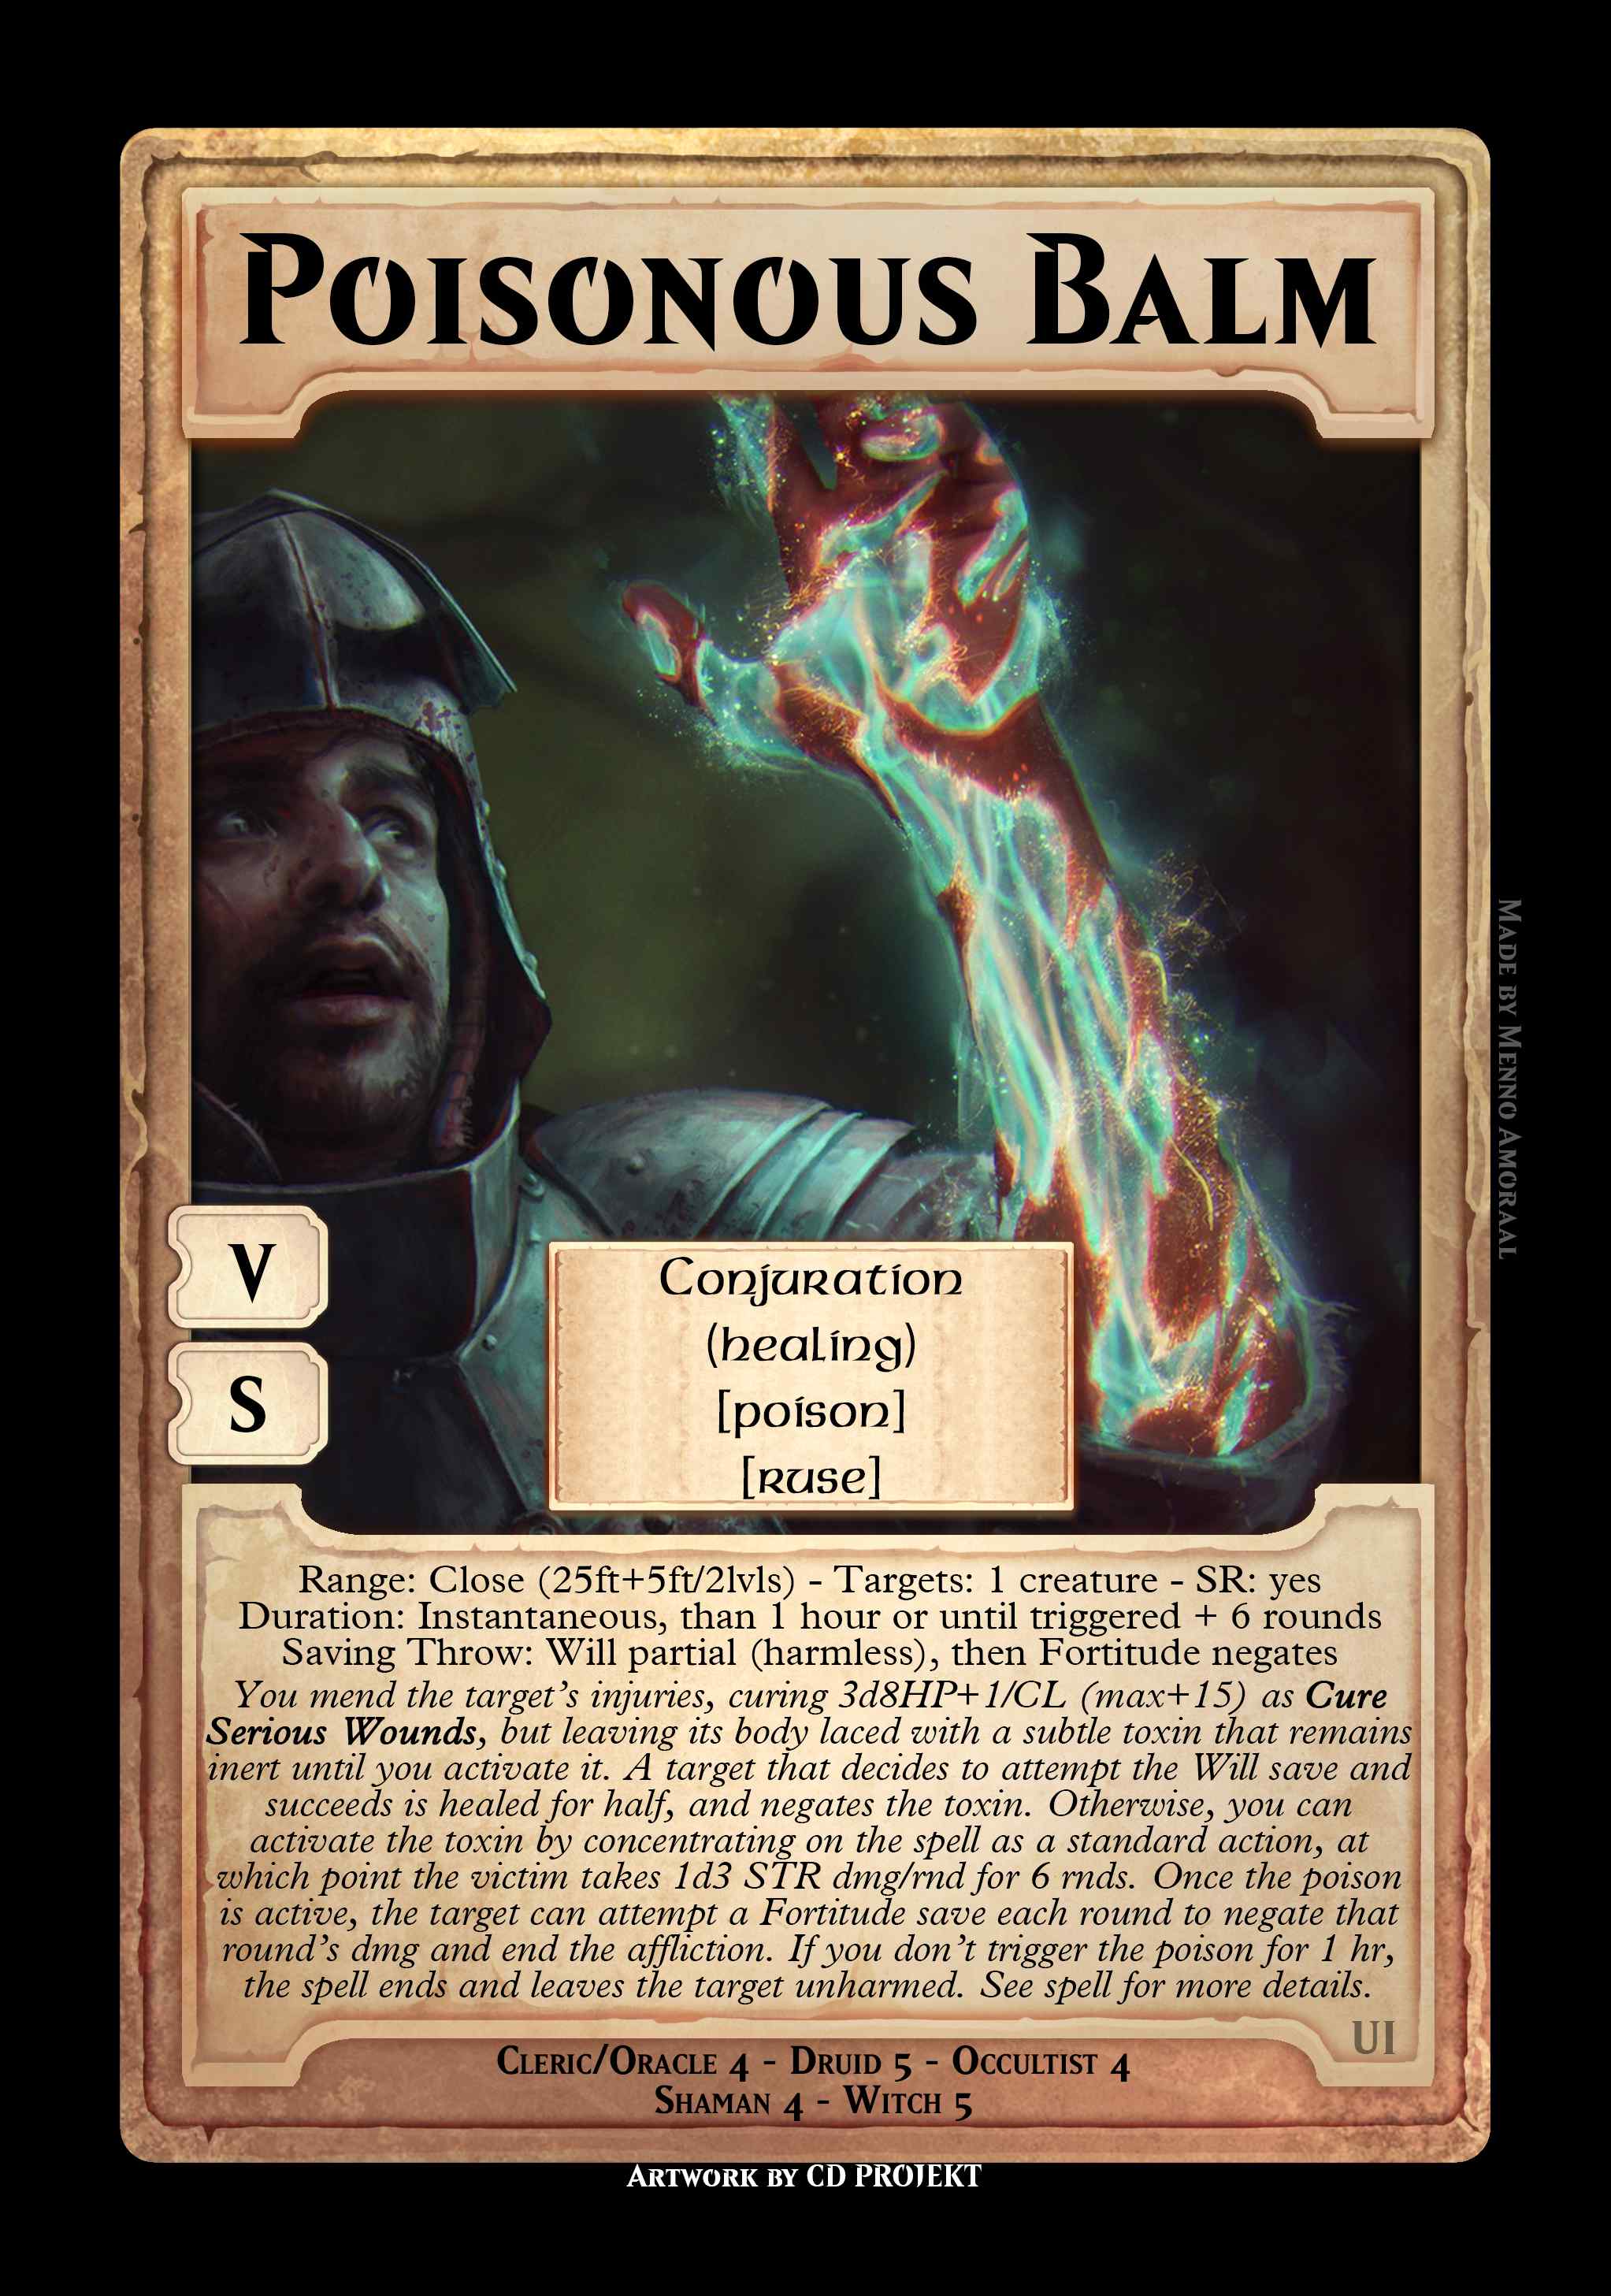 Poisonous Balm
Made by Menno Amoraal
V
S
Conjuration
(healing)
[poison]
[ruse]
Range: Close (25ft+5ft/2lvls) - Targets: 1 creature - SR: yes
Duration: Instantaneous, than 1 hour or until triggered + 6 rounds
Saving Throw: Will partial (harmless), then Fortitude negates
You mend the target's injuries, curing 3d8HP+1/CL (max+15) as Cure
Serious Wounds, but leaving its body laced with a subtle toxin that remains
inert until you activate it. A target that decides to attempt the Will save and
succeeds is healed for half, and negates the toxin. Otherwise, you can
activate the toxin by concentrating on the spell as a standard action, at
which point the victim takes 1d3 STR dmg/rnd for 6 rnds. Once the poison
is active, the target can attempt a Fortitude save each round to negate that
round's dmg and end the affliction. If you don't trigger the poison for 1 hr,
the spell ends and leaves the target unharmed. See spell for more details.
UI
Cleric/Oracle 4 - Druid 5 - Occultist 4
Shaman 4 - Witch 5
Artwork by CD PROJEKT